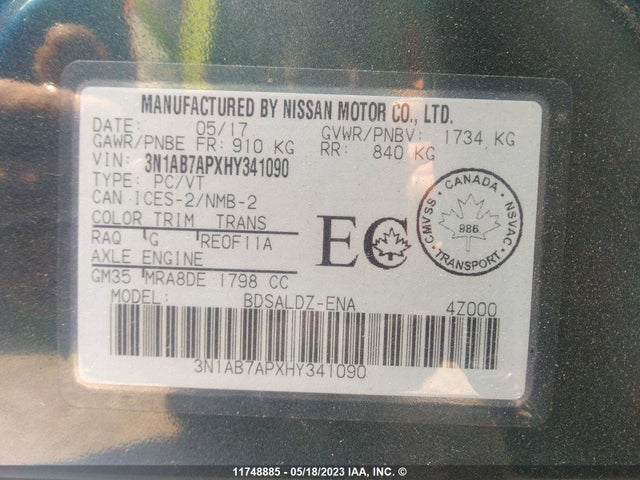 MANUFACTURED BY NISSAN MOTOR CO., LTD.
DATE: 05/17 GVWR/PNBV: 1734 KG
GAWR/PNBE FR: 910 KG RR: 840 KG
VIN: 3N1AB7APXHY341090
TYPE: PC/VT
CAN ICES-2/NMB-2
COLOR TRIM TRANS
RAQ G RE0F11A
AXLE ENGINE
GM35 MRA8DE 1798 CC
EC
CANADA
CMVSS NSVAC
986
TRANSPORT
MODEL: BDSALDZ-ENA 4Z000
3N1AB7APXHY341090
11748885 - 05/18/2023 IAA, INC. ©